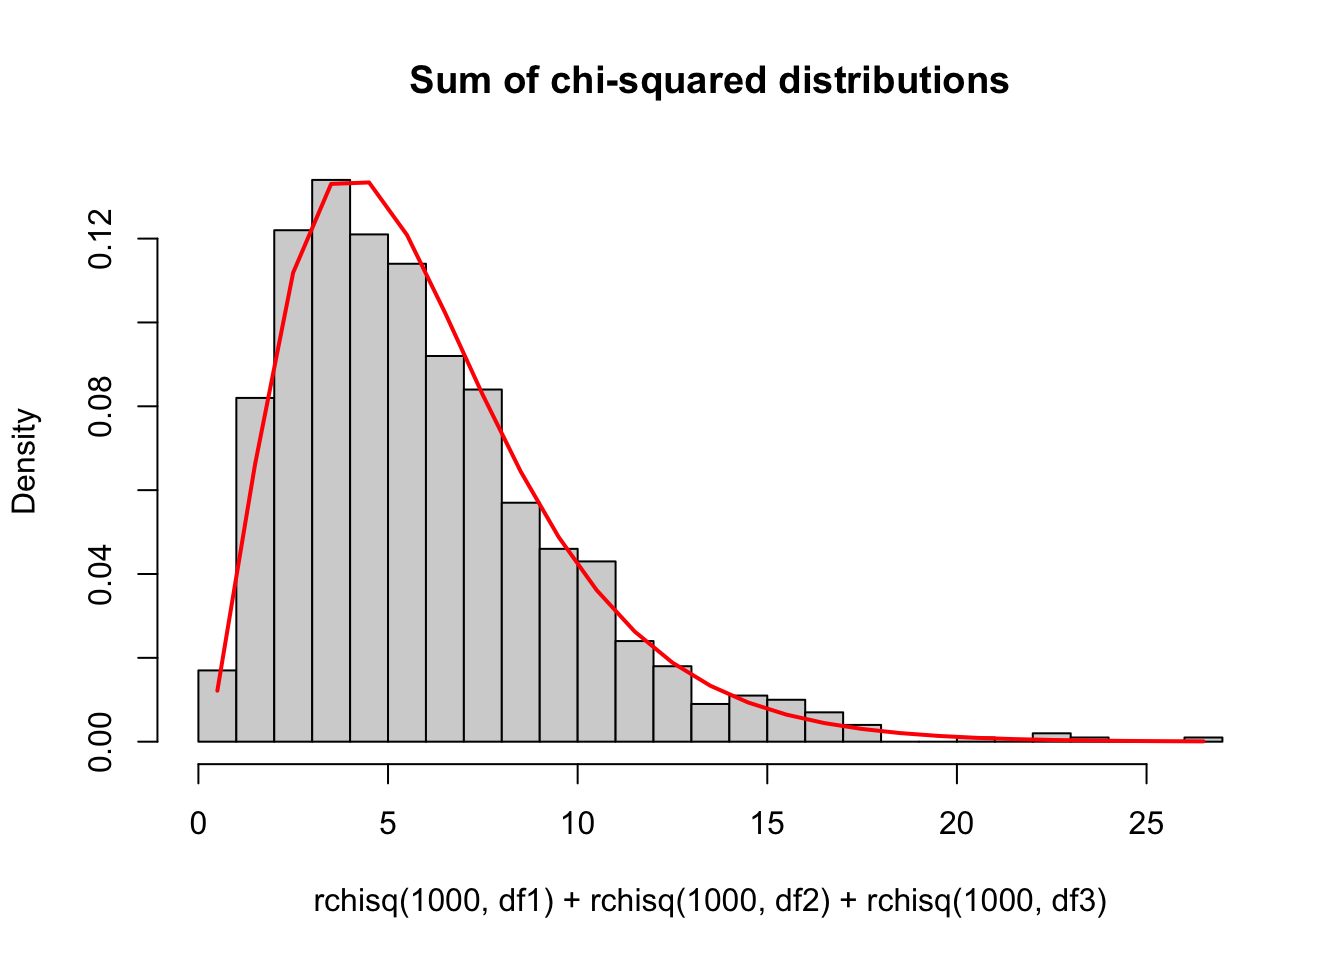 Sum of chi-squared distributions
Density
0.12
0.08
0.04
0.00
0 5 10 15 20 25
rchisq(1000, df1) + rchisq(1000, df2) + rchisq(1000, df3)